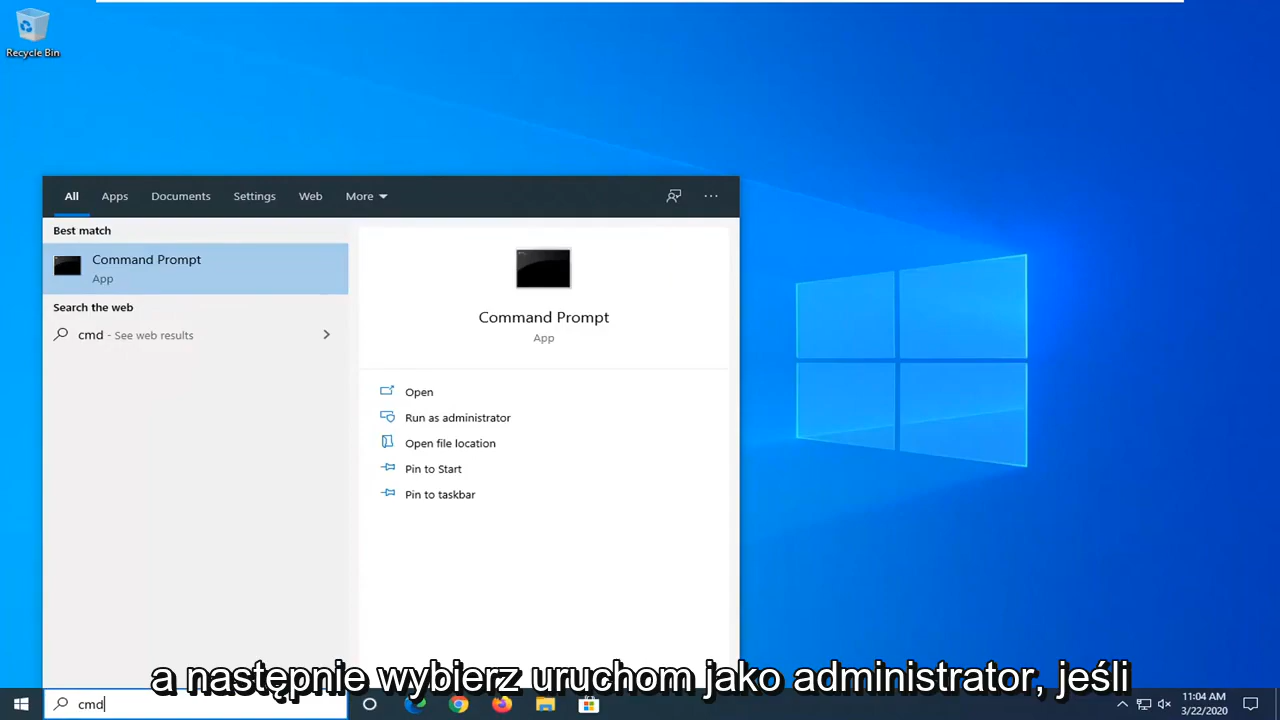 Recycle Bin
All Apps Documents Settings Web More
Best match
Command Prompt
App
Search the web
cmd - See web results
Command Prompt
App
Open
Run as administrator
Open file location
Pin to Start
Pin to taskbar
a następnie wybierz uruchom jako administrator, jeśli
cmd
11:04 AM
3/22/2020